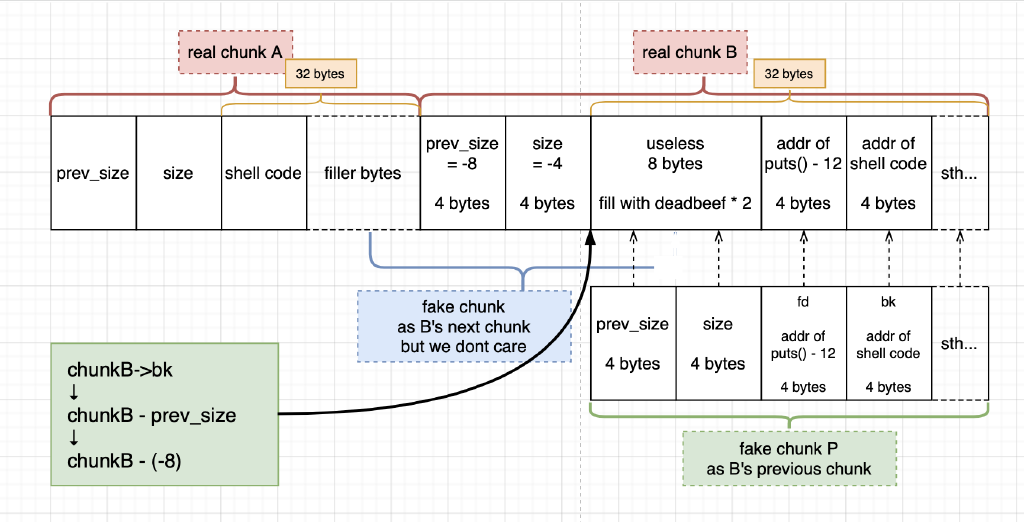 real chunk A
32 bytes
real chunk B
32 bytes
prev_size
size
shell code
filler bytes
prev_size
= -8
4 bytes
size
= -4
4 bytes
useless
8 bytes
fill with deadbeef * 2
addr of
puts() - 12
4 bytes
addr of
shell code
4 bytes
sth...
fake chunk
as B's next chunk
but we dont care
prev_size
4 bytes
size
4 bytes
fd
addr of
puts() - 12
4 bytes
bk
addr of
shell code
4 bytes
sth...
chunkB->bk
↓
chunkB - prev_size
↓
chunkB - (-8)
fake chunk P
as B's previous chunk